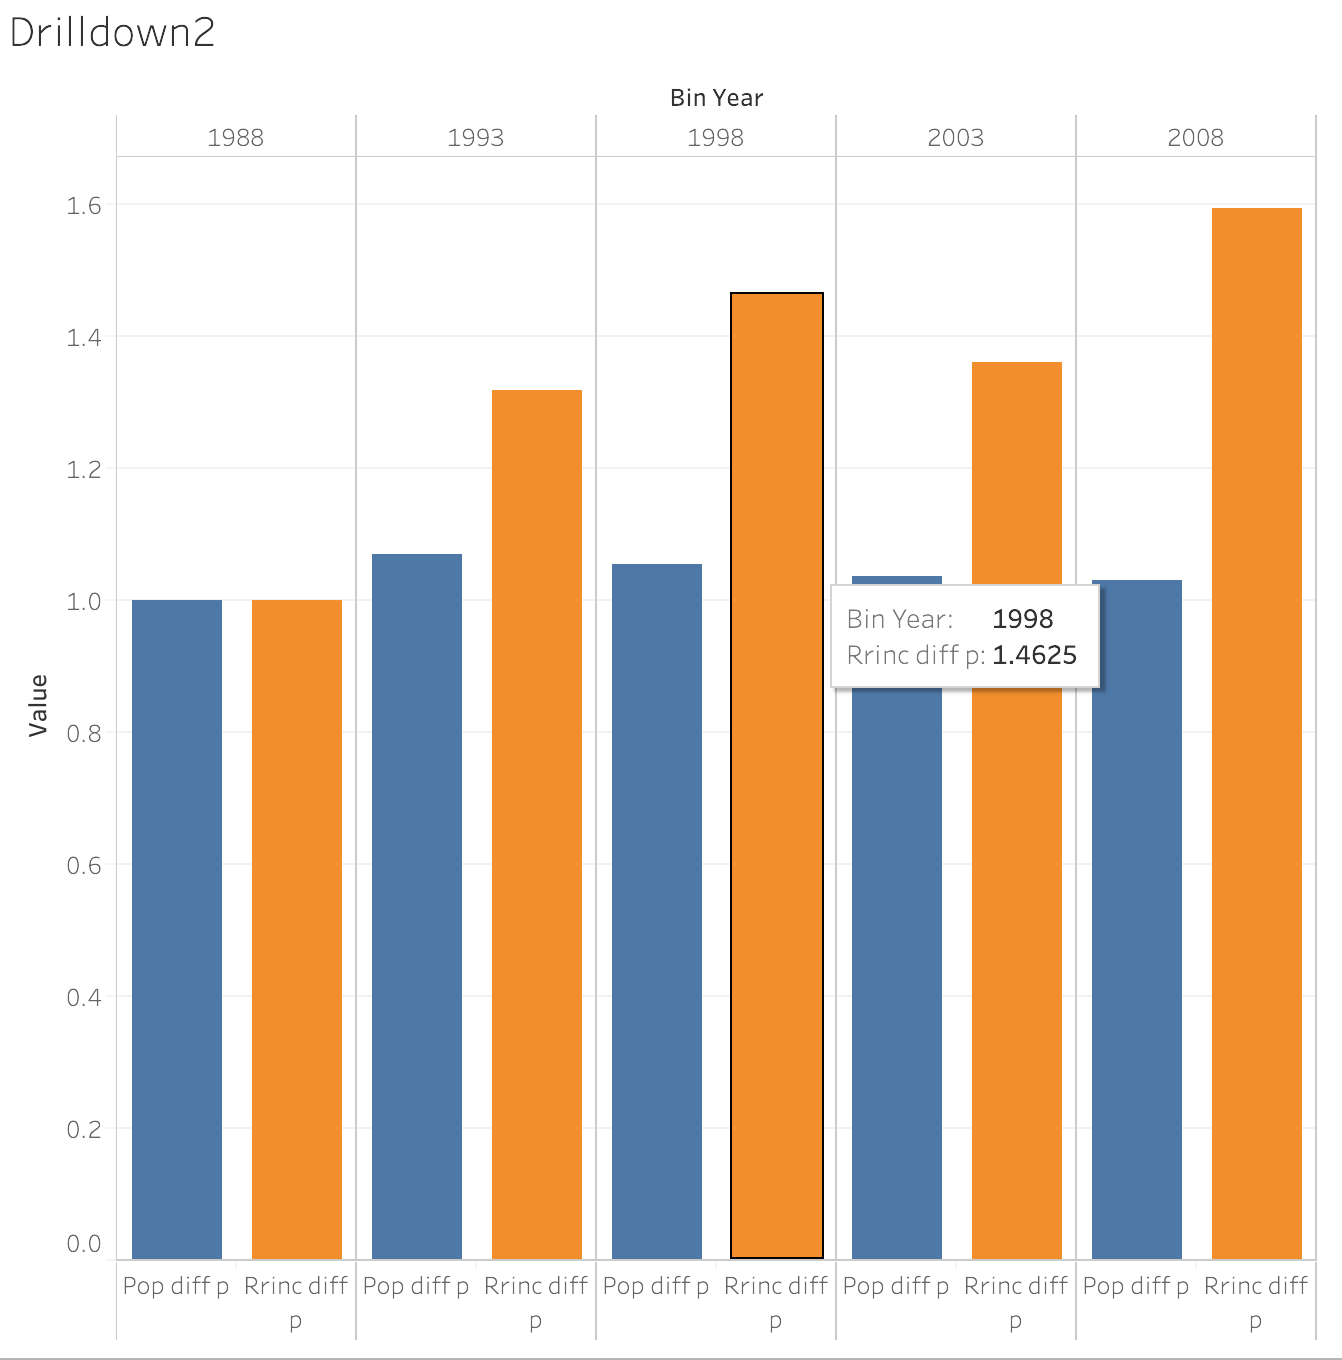 Drilldown2
Bin Year
1988 1993 1998 2003 2008
1.6
1.4
1.2
1.0
Bin Year: 1998
Rrinc diff p: 1.4625
Value
0.8
0.6
0.4
0.2
0.0
Pop diff p Rrinc diff Pop diff p Rrinc diff Pop diff p Rrinc diff Pop diff p Rrinc diff Pop diff p Rrinc diff
p p p p p